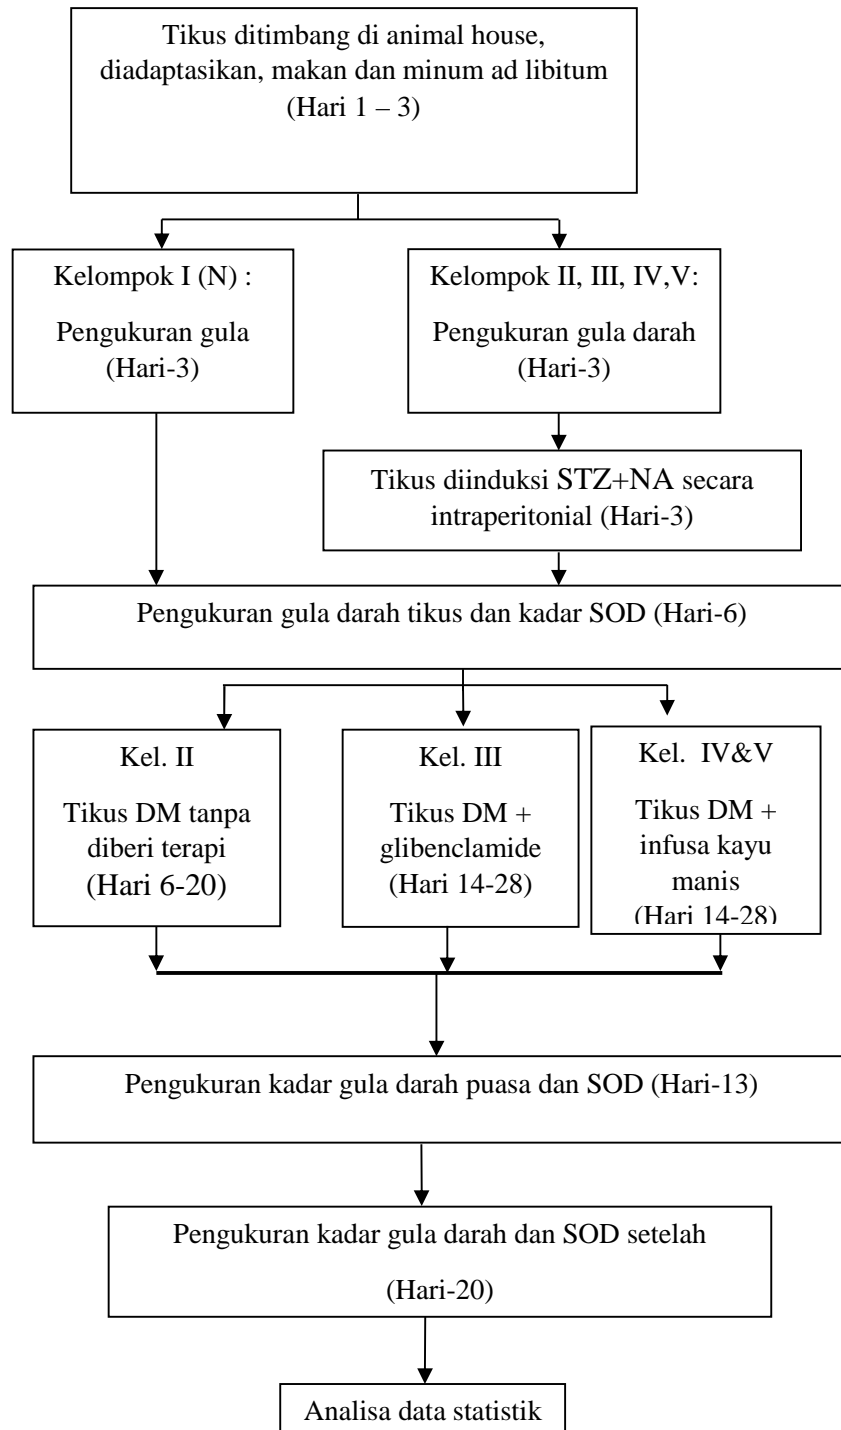 Tikus ditimbang di animal house,
diadaptasikan, makan dan minum ad libitum
(Hari 1 – 3)
Kelompok I (N) :
Pengukuran gula
(Hari-3)
Kelompok II, III, IV,V:
Pengukuran gula darah
(Hari-3)
Tikus diinduksi STZ+NA secara
intraperitonial (Hari-3)
Pengukuran gula darah tikus dan kadar SOD (Hari-6)
Kel. II
Tikus DM tanpa
diberi terapi
(Hari 6-20)
Kel. III
Tikus DM +
glibenclamide
(Hari 14-28)
Kel. IV&V
Tikus DM +
infusa kayu
manis
(Hari 14-28)
Pengukuran kadar gula darah puasa dan SOD (Hari-13)
Pengukuran kadar gula darah dan SOD setelah
(Hari-20)
Analisa data statistik